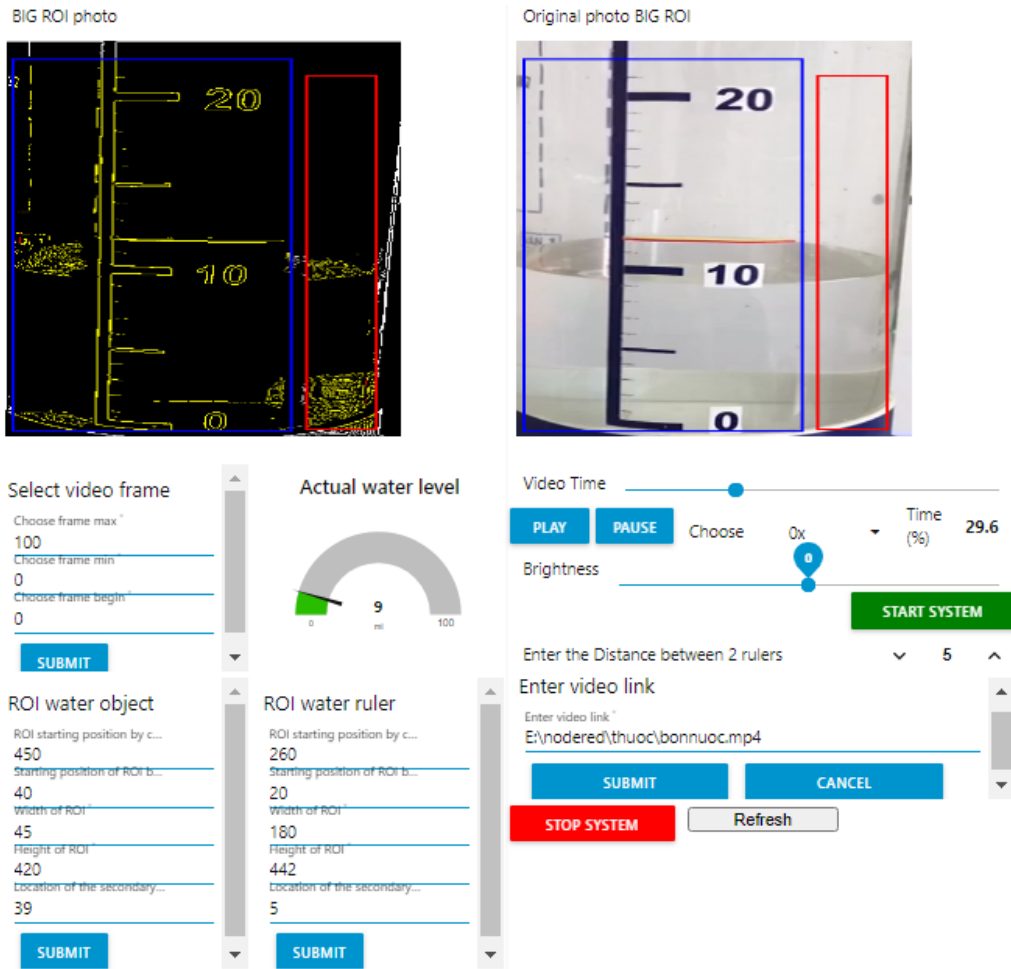 BIG ROI photo
20
10
0
Original photo BIG ROI
20
10
0
Select video frame
Choose frame max *
100
Choose frame min *
0
Choose frame begin *
0
SUBMIT
Actual water level
9
ml
0
100
Video Time
PLAY
PAUSE
Choose
0x
Time
(%)
29.6
0
Brightness
START SYSTEM
Enter the Distance between 2 rulers
5
Enter video link
Enter video link *
E:\nodered\thuoc\bonnuoc.mp4
SUBMIT
CANCEL
STOP SYSTEM
Refresh
ROI water object
ROI starting position by c...
450
Starting position of ROI b...
40
Width of ROI *
45
Height of ROI *
420
Location of the secondary...
39
SUBMIT
ROI water ruler
ROI starting position by c...
260
Starting position of ROI b...
20
Width of ROI *
180
Height of ROI *
442
Location of the secondary...
5
SUBMIT